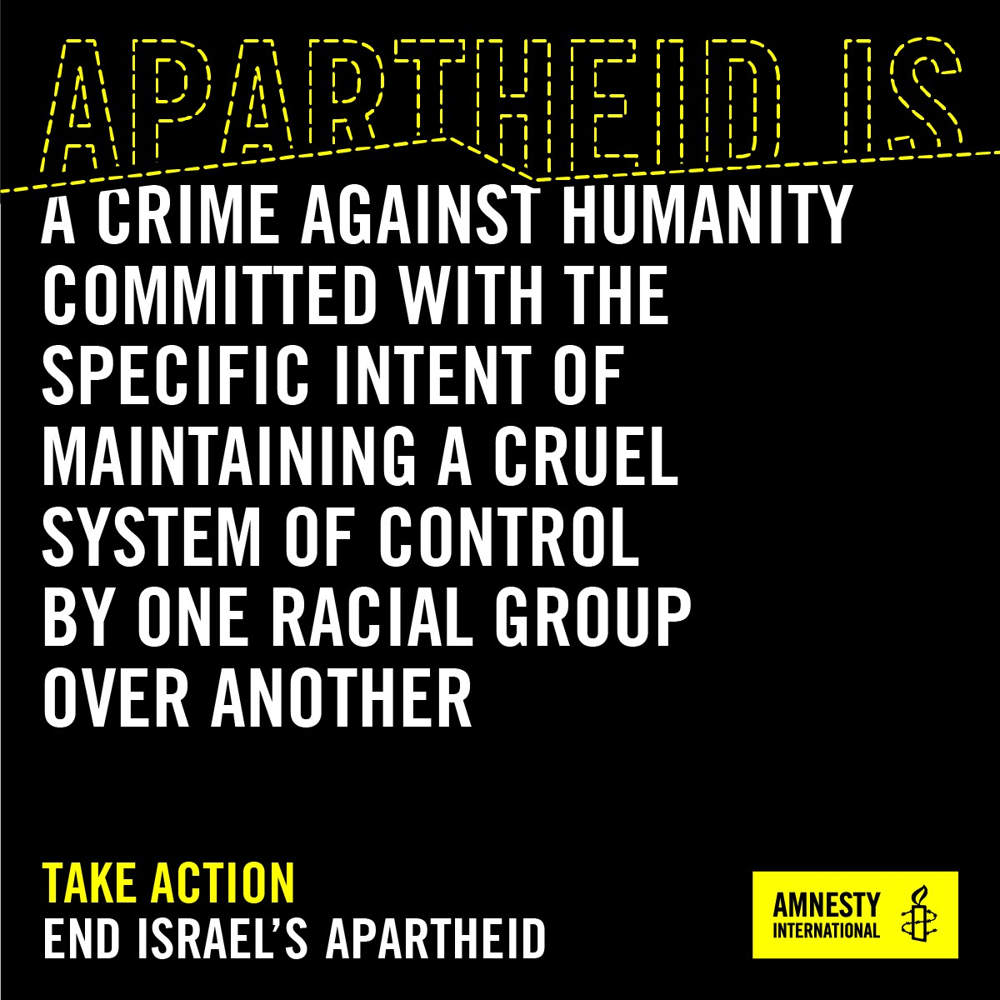 APARTHEID IS
A CRIME AGAINST HUMANITY
COMMITTED WITH THE
SPECIFIC INTENT OF
MAINTAINING A CRUEL
SYSTEM OF CONTROL
BY ONE RACIAL GROUP
OVER ANOTHER
TAKE ACTION
END ISRAEL’S APARTHEID
AMNESTY
INTERNATIONAL